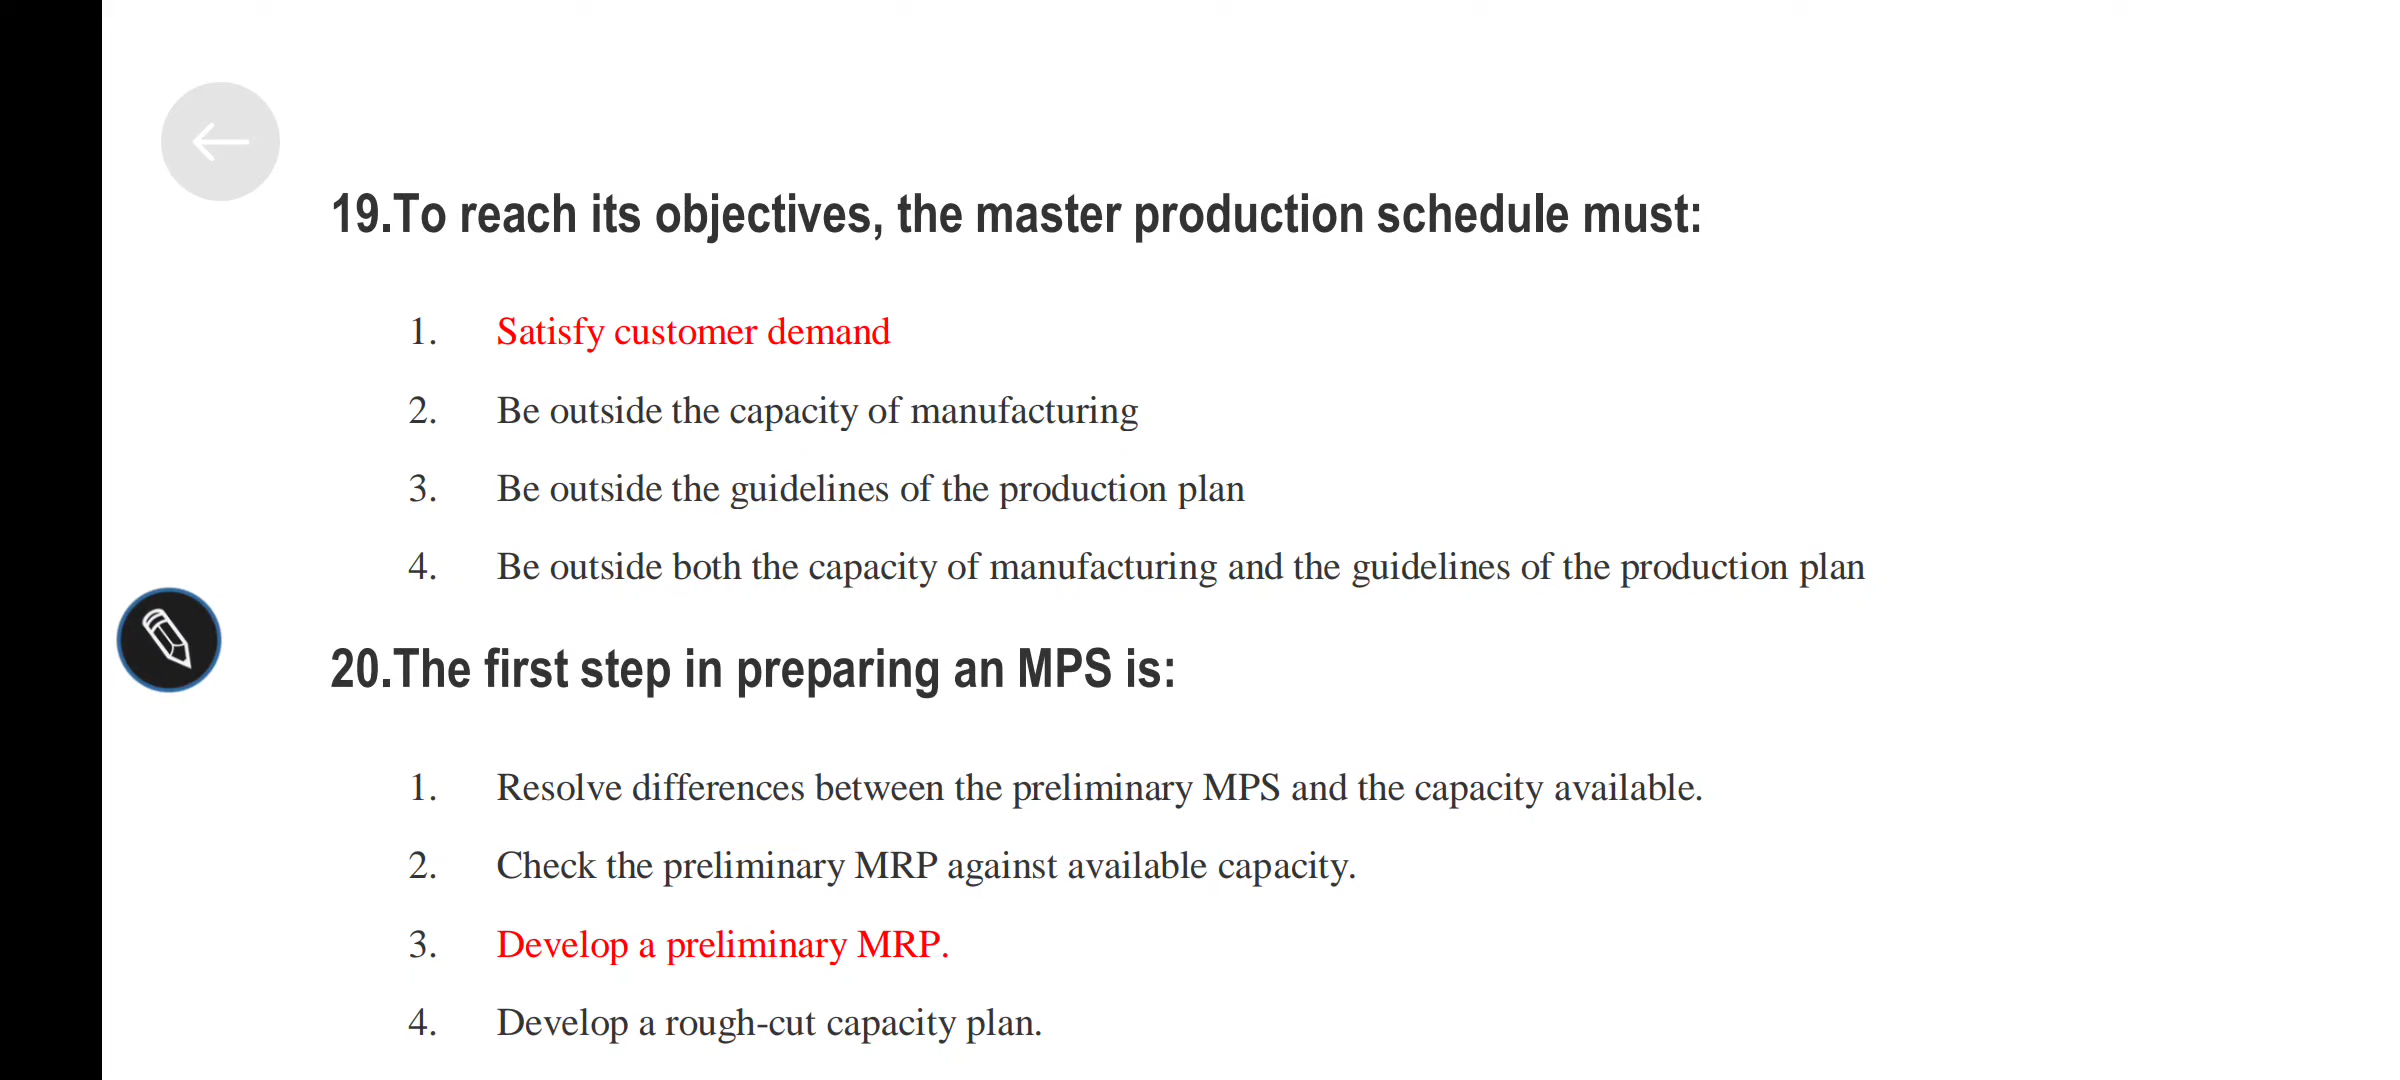 19.To reach its objectives, the master production schedule must:
1. Satisfy customer demand
2. Be outside the capacity of manufacturing
3. Be outside the guidelines of the production plan
4. Be outside both the capacity of manufacturing and the guidelines of the production plan
20.The first step in preparing an MPS is:
1. Resolve differences between the preliminary MPS and the capacity available.
2. Check the preliminary MRP against available capacity.
3. Develop a preliminary MRP.
4. Develop a rough-cut capacity plan.